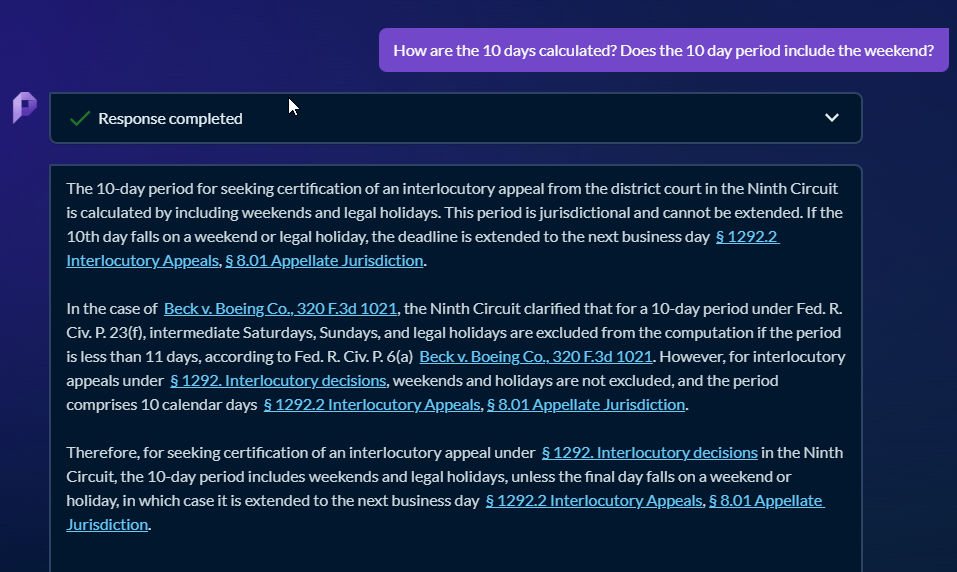 How are the 10 days calculated? Does the 10 day period include the weekend?
Response completed
The 10-day period for seeking certification of an interlocutory appeal from the district court in the Ninth Circuit
is calculated by including weekends and legal holidays. This period is jurisdictional and cannot be extended. If the
10th day falls on a weekend or legal holiday, the deadline is extended to the next business day § 1292.2
Interlocutory Appeals, § 8.01 Appellate Jurisdiction.
In the case of Beck v. Boeing Co., 320 F.3d 1021, the Ninth Circuit clarified that for a 10-day period under Fed. R.
Civ. P. 23(f), intermediate Saturdays, Sundays, and legal holidays are excluded from the computation if the period
is less than 11 days, according to Fed. R. Civ. P. 6(a) Beck v. Boeing Co., 320 F.3d 1021. However, for interlocutory
appeals under § 1292. Interlocutory decisions, weekends and holidays are not excluded, and the period
comprises 10 calendar days § 1292.2 Interlocutory Appeals, § 8.01 Appellate Jurisdiction.
Therefore, for seeking certification of an interlocutory appeal under § 1292. Interlocutory decisions in the Ninth
Circuit, the 10-day period includes weekends and legal holidays, unless the final day falls on a weekend or
holiday, in which case it is extended to the next business day § 1292.2 Interlocutory Appeals, § 8.01 Appellate
Jurisdiction.